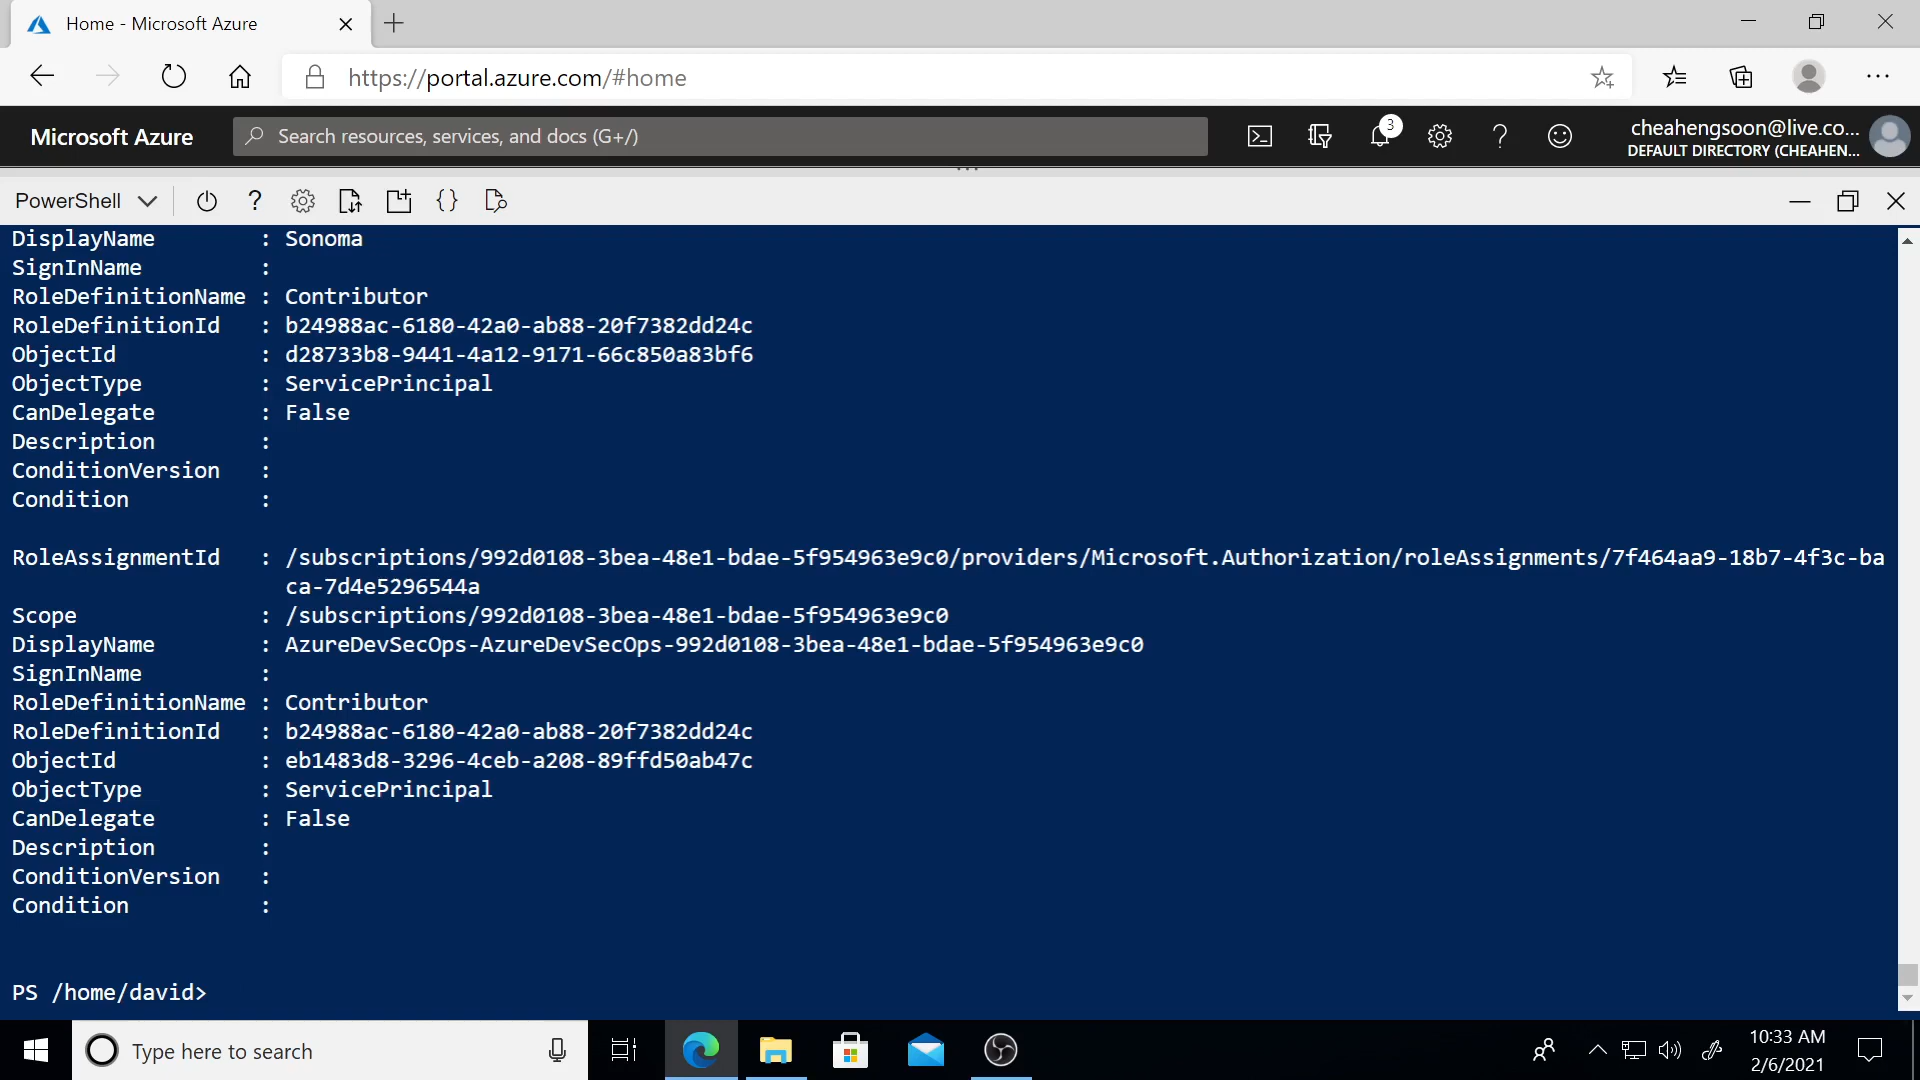 Home - Microsoft Azure
https://portal.azure.com/#home
Microsoft Azure
Search resources, services, and docs (G+/)
3
cheahengsoon@live.co...
DEFAULT DIRECTORY (CHEAHEN...
PowerShell
DisplayName : Sonoma
SignInName :
RoleDefinitionName : Contributor
RoleDefinitionId : b24988ac-6180-42a0-ab88-20f7382dd24c
ObjectId : d28733b8-9441-4a12-9171-66c850a83bf6
ObjectType : ServicePrincipal
CanDelegate : False
Description :
ConditionVersion :
Condition :
RoleAssignmentId : /subscriptions/992d0108-3bea-48e1-bdae-5f954963e9c0/providers/Microsoft.Authorization/roleAssignments/7f464aa9-18b7-4f3c-ba
ca-7d4e5296544a
Scope : /subscriptions/992d0108-3bea-48e1-bdae-5f954963e9c0
DisplayName : AzureDevSecOps-AzureDevSecOps-992d0108-3bea-48e1-bdae-5f954963e9c0
SignInName :
RoleDefinitionName : Contributor
RoleDefinitionId : b24988ac-6180-42a0-ab88-20f7382dd24c
ObjectId : eb1483d8-3296-4ceb-a208-89ffd50ab47c
ObjectType : ServicePrincipal
CanDelegate : False
Description :
ConditionVersion :
Condition :
PS /home/david>
Type here to search
10:33 AM
2/6/2021